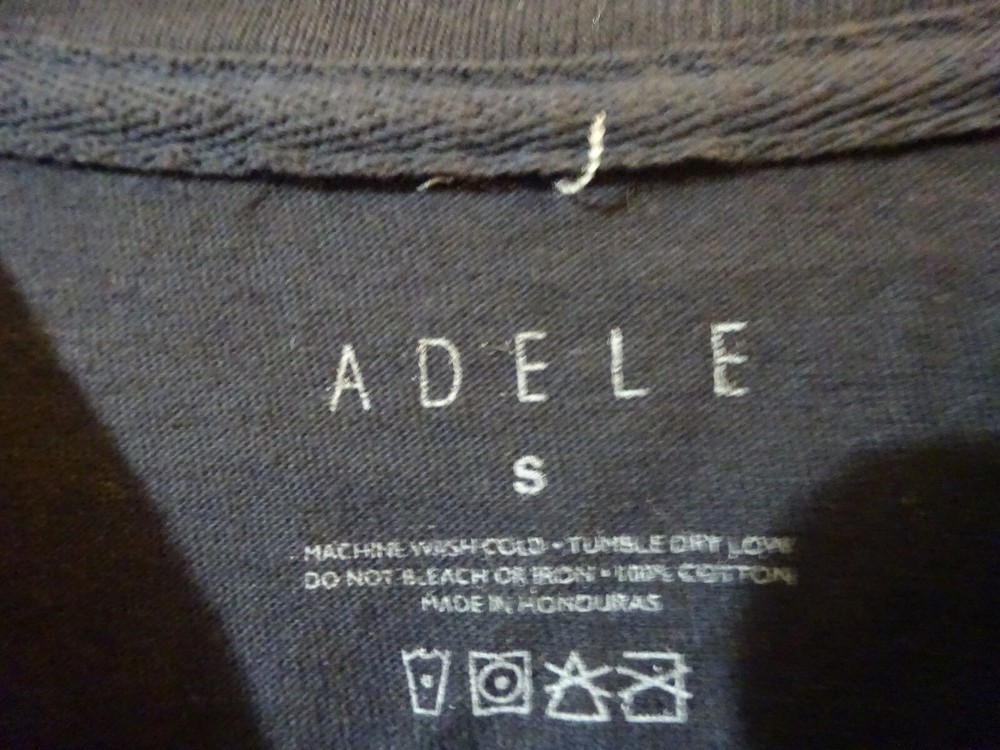 ADELE
S
MACHINE WASH COLD • TUMBLE DRY LOW
DO NOT BLEACH OR IRON • 100% COTTON
MADE IN HONDURAS